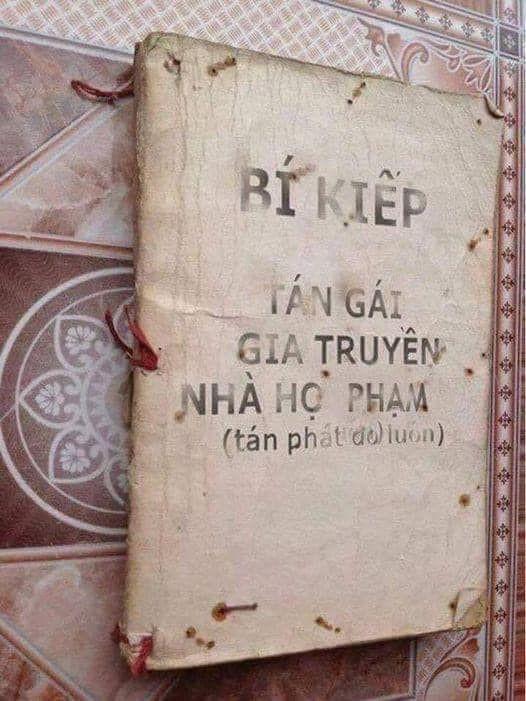 BÍ KIẾP
TÁN GÁI
GIA TRUYỀN
NHÀ HỌ PHẠM
(tán phát đổ luôn)